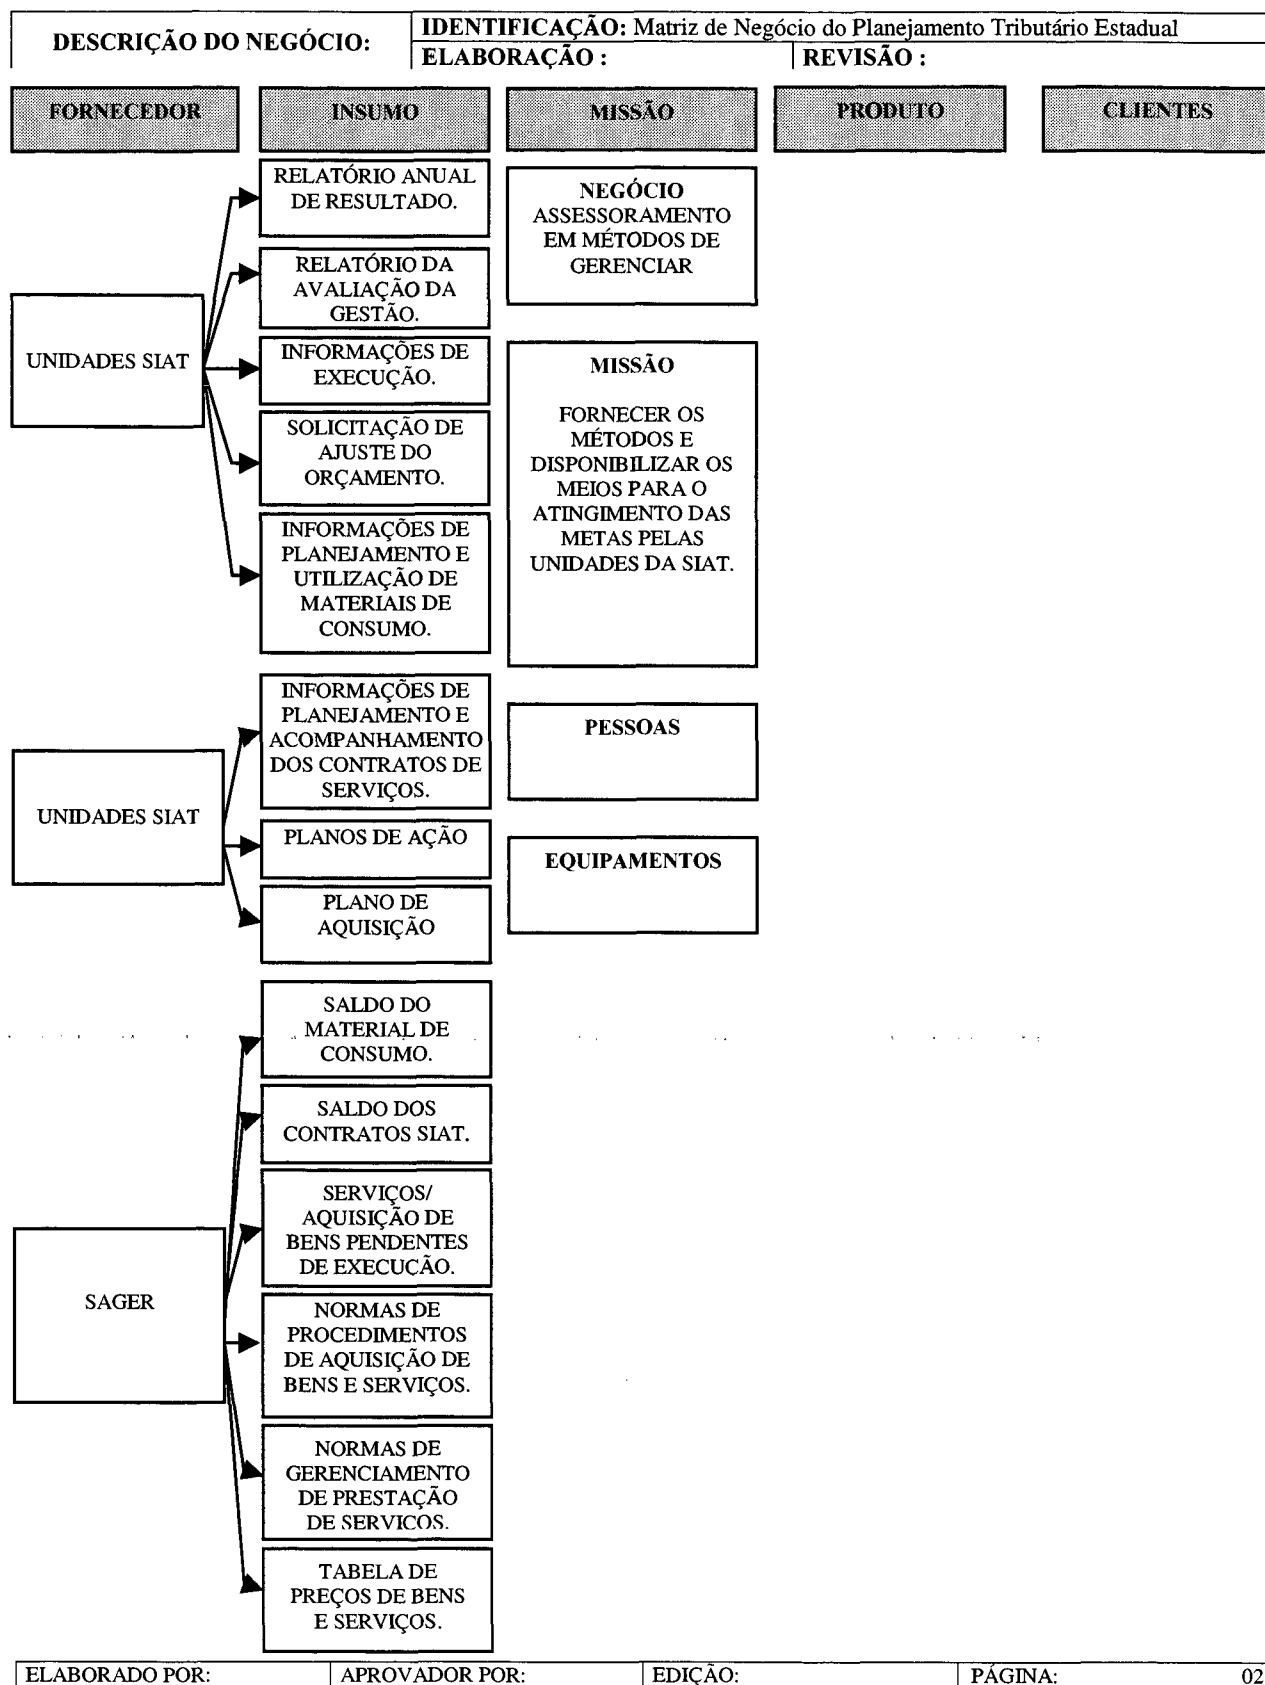 DESCRIÇÃO DO NEGÓCIO:
IDENTIFICAÇÃO: Matriz de Negócio do Planejamento Tributário Estadual
ELABORAÇÃO :
REVISÃO :
FORNECEDOR
INSUMO
MISSÃO
PRODUTO
CLIENTES
UNIDADES SIAT
RELATÓRIO ANUAL
DE RESULTADO.
RELATÓRIO DA
AVALIAÇÃO DA
GESTÃO.
INFORMAÇÕES DE
EXECUÇÃO.
SOLICITAÇÃO DE
AJUSTE DO
ORÇAMENTO.
INFORMAÇÕES DE
PLANEJAMENTO E
UTILIZAÇÃO DE
MATERIAIS DE
CONSUMO.
NEGÓCIO
ASSESSORAMENTO
EM MÉTODOS DE
GERENCIAR
MISSÃO
FORNECER OS
MÉTODOS E
DISPONIBILIZAR OS
MEIOS PARA O
ATINGIMENTO DAS
METAS PELAS
UNIDADES DA SIAT.
UNIDADES SIAT
INFORMAÇÕES DE
PLANEJAMENTO E
ACOMPANHAMENTO
DOS CONTRATOS DE
SERVIÇOS.
PLANOS DE AÇÃO
PLANO DE
AQUISIÇÃO
PESSOAS
EQUIPAMENTOS
SAGER
SALDO DO
MATERIAL DE
CONSUMO.
SALDO DOS
CONTRATOS SIAT.
SERVIÇOS/
AQUISIÇÃO DE
BENS PENDENTES
DE EXECUÇÃO.
NORMAS DE
PROCEDIMENTOS
DE AQUISIÇÃO DE
BENS E SERVIÇOS.
NORMAS DE
GERENCIAMENTO
DE PRESTAÇÃO
DE SERVICOS.
TABELA DE
PREÇOS DE BENS
E SERVIÇOS.
ELABORADO POR:
APROVADOR POR:
EDIÇÃO:
PÁGINA: 02